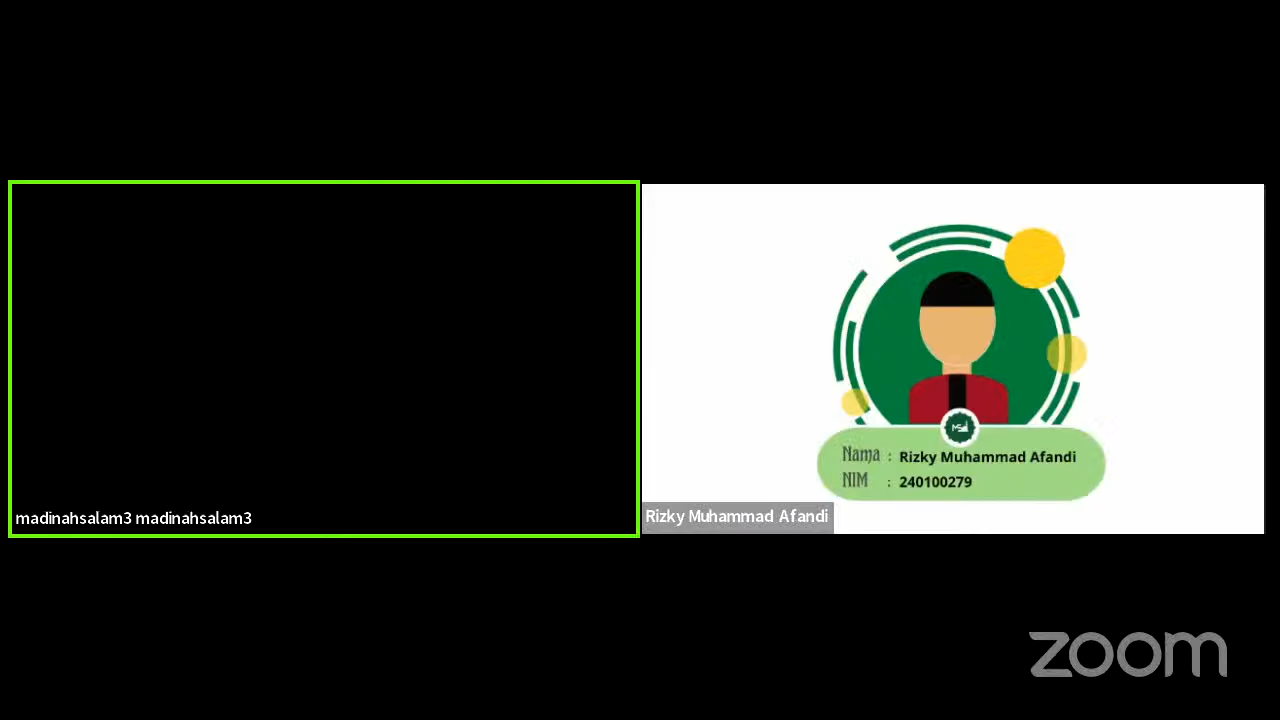 madinahsalam3 madinahsalam3
Nama : Rizky Muhammad Afandi
NIM : 240100279
Rizky Muhammad Afandi
zoom